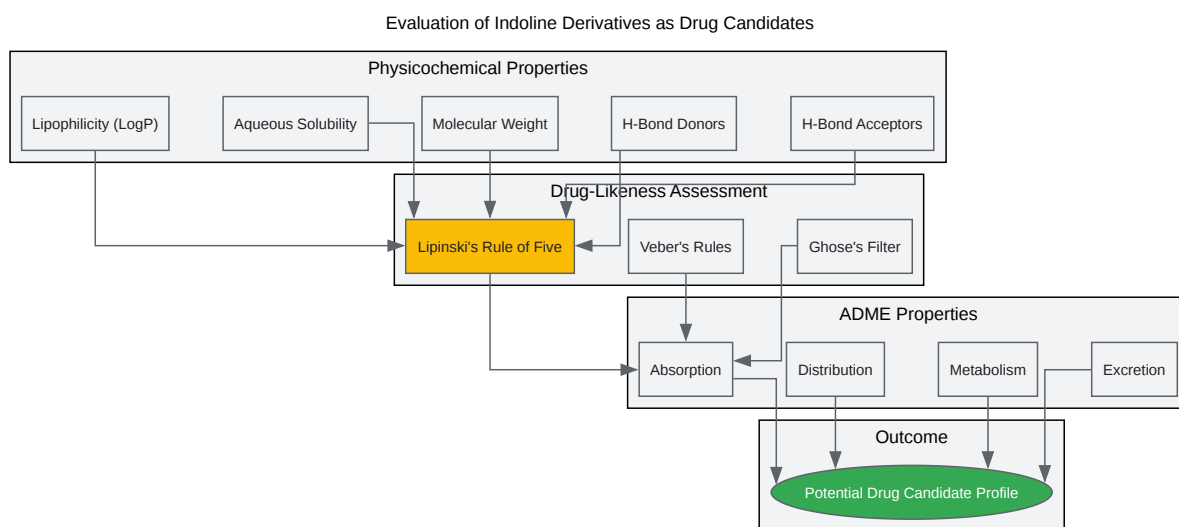 Evaluation of Indoline Derivatives as Drug Candidates
Physicochemical Properties
Lipophilicity (LogP)
Aqueous Solubility
Molecular Weight
H-Bond Donors
H-Bond Acceptors
Drug-Likeness Assessment
Lipinski's Rule of Five
Veber's Rules
Ghose's Filter
ADME Properties
Absorption
Distribution
Metabolism
Excretion
Outcome
Potential Drug Candidate Profile